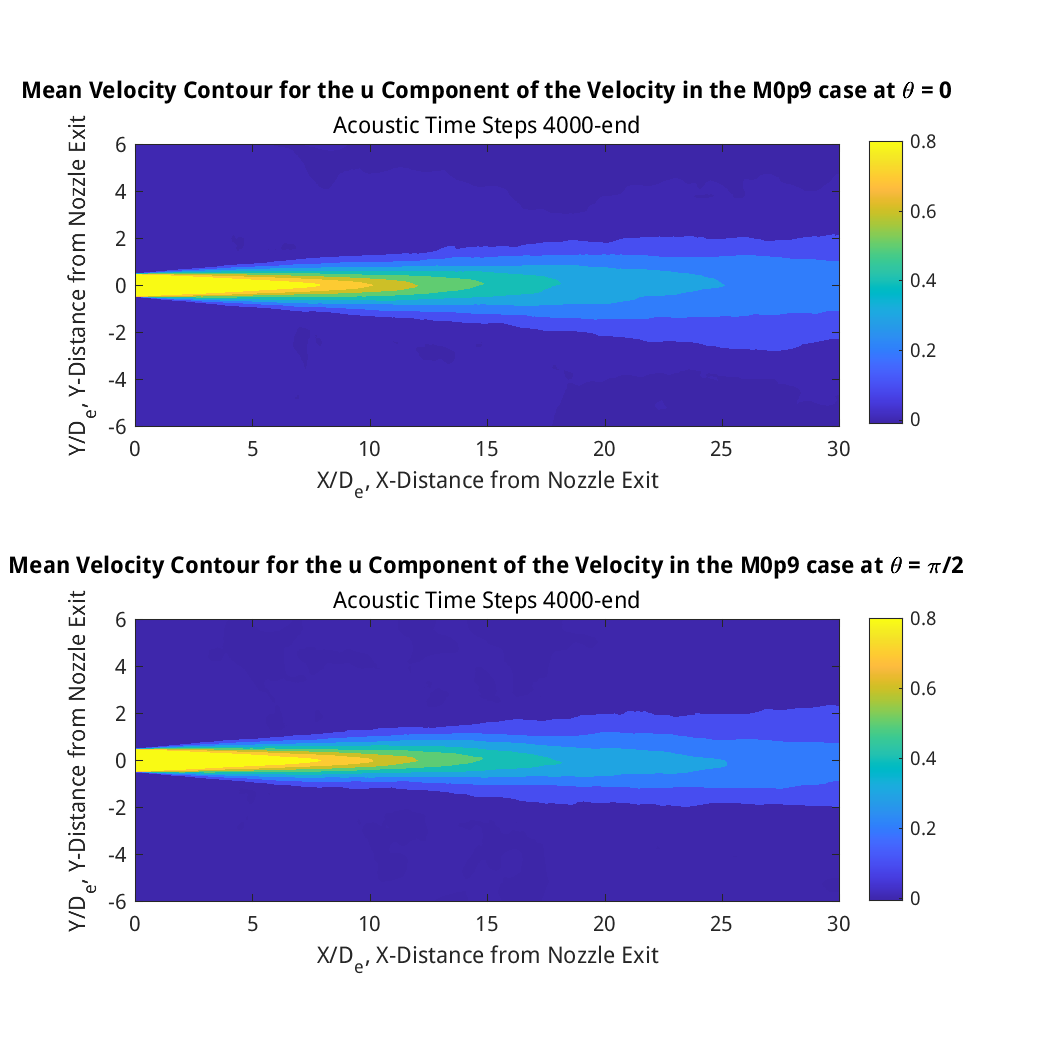 Mean Velocity Contour for the u Component of the Velocity in the M0p9 case at θ = 0
Acoustic Time Steps 4000-end
Y/De, Y-Distance from Nozzle Exit
6
4
2
0
-2
-4
-6
0 5 10 15 20 25 30
X/De, X-Distance from Nozzle Exit
0.8
0.6
0.4
0.2
0
Mean Velocity Contour for the u Component of the Velocity in the M0p9 case at θ = π/2
Acoustic Time Steps 4000-end
Y/De, Y-Distance from Nozzle Exit
6
4
2
0
-2
-4
-6
0 5 10 15 20 25 30
X/De, X-Distance from Nozzle Exit
0.8
0.6
0.4
0.2
0